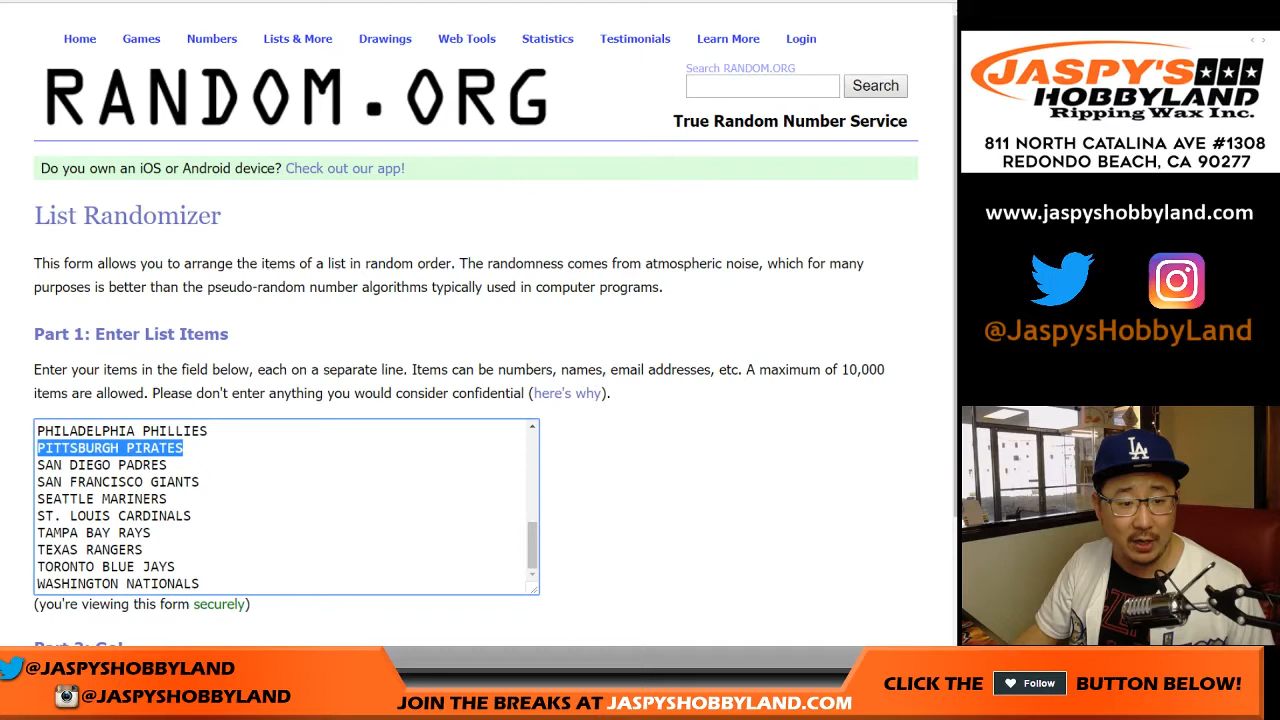 Home Games Numbers Lists & More Drawings Web Tools Statistics Testimonials Learn More Login
RANDOM.ORG
Search RANDOM.ORG
Search
True Random Number Service
Do you own an iOS or Android device? Check out our app!
List Randomizer
This form allows you to arrange the items of a list in random order. The randomness comes from atmospheric noise, which for many
purposes is better than the pseudo-random number algorithms typically used in computer programs.
Part 1: Enter List Items
Enter your items in the field below, each on a separate line. Items can be numbers, names, email addresses, etc. A maximum of 10,000
items are allowed. Please don't enter anything you would consider confidential (here's why).
PHILADELPHIA PHILLIES
PITTSBURGH PIRATES
SAN DIEGO PADRES
SAN FRANCISCO GIANTS
SEATTLE MARINERS
ST. LOUIS CARDINALS
TAMPA BAY RAYS
TEXAS RANGERS
TORONTO BLUE JAYS
WASHINGTON NATIONALS
(you're viewing this form securely)
JASPY'S
HOBBYLAND
Ripping Wax Inc.
811 NORTH CATALINA AVE #1308
REDONDO BEACH, CA 90277
www.jaspyshobbyland.com
@JaspysHobbyLand
LA
@JASPYSHOBBYLAND
@JASPYSHOBBYLAND
JOIN THE BREAKS AT JASPYSHOBBYLAND.COM
CLICK THE Follow BUTTON BELOW!